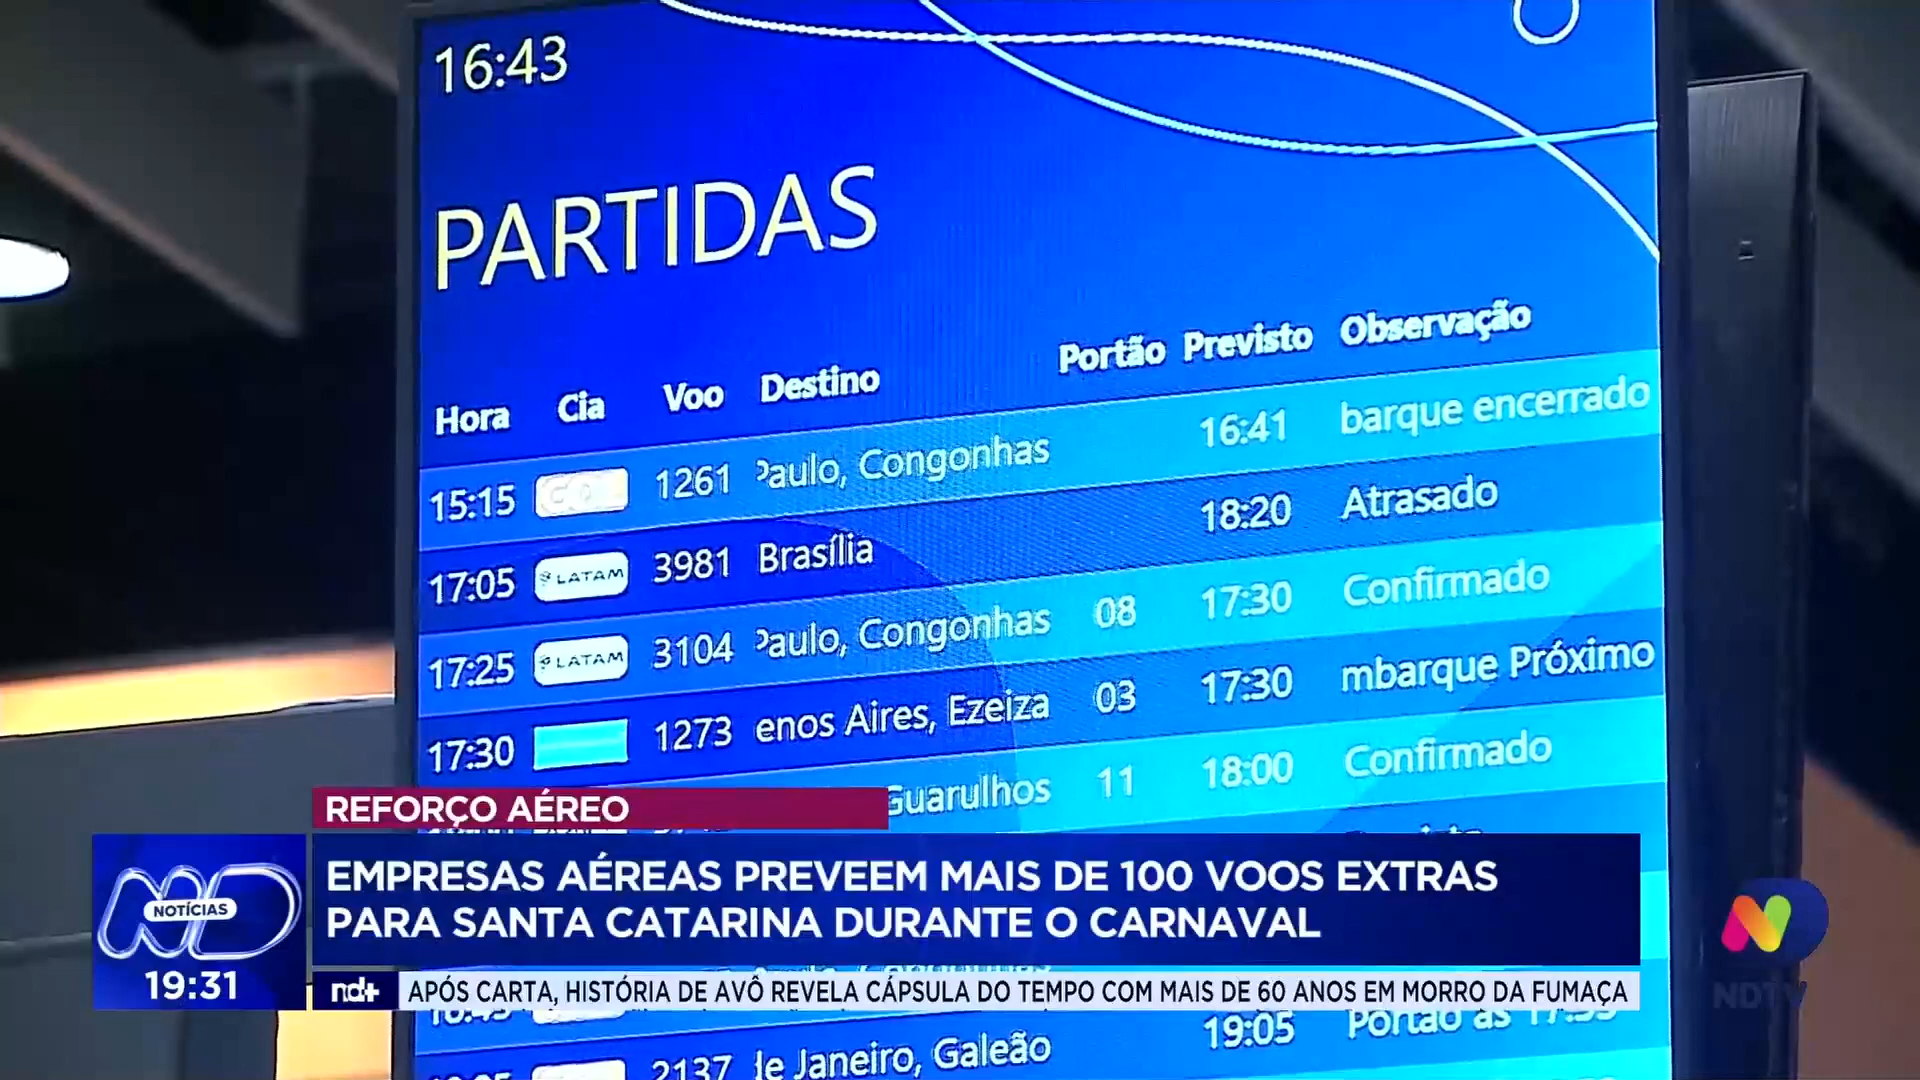 16:43
PARTIDAS
Hora Cia Voo Destino Portão Previsto Observação
15:15 GOL 1261 Paulo, Congonhas 16:41 barque encerrado
17:05 LATAM 3981 Brasília 18:20 Atrasado
17:25 LATAM 3104 Paulo, Congonhas 08 17:30 Confirmado
17:30 1273 enos Aires, Ezeiza 03 17:30 mbarque Próximo
Guarulhos 11 18:00 Confirmado
REFORÇO AÉREO
EMPRESAS AÉREAS PREVEEM MAIS DE 100 VOOS EXTRAS
PARA SANTA CATARINA DURANTE O CARNAVAL
ND NOTÍCIAS
19:31
nd+ APÓS CARTA, HISTÓRIA DE AVÔ REVELA CÁPSULA DO TEMPO COM MAIS DE 60 ANOS EM MORRO DA FUMAÇA
19:05 Portão às
2137 de Janeiro, Galeão
NDTV